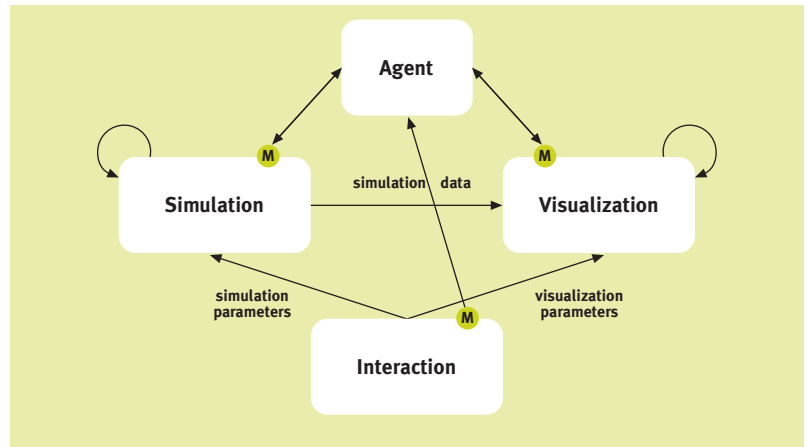 Agent
M
M
simulation data
Simulation
Visualization
simulation
parameters
visualization
parameters
M
Interaction